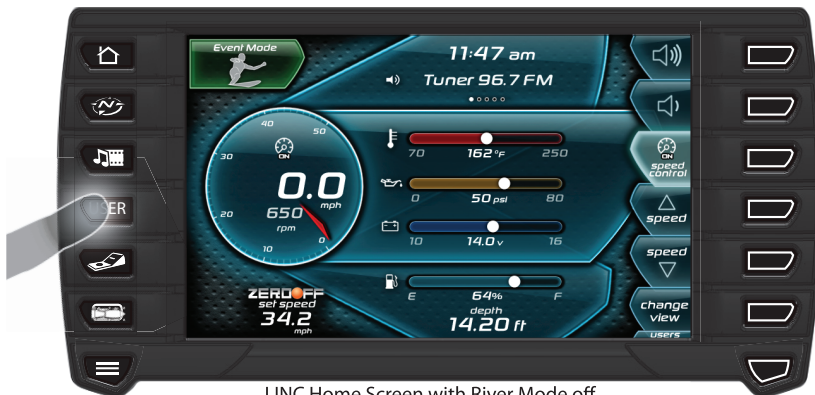 Event Mode
11:47 am
Tuner 96.7 FM
40
50
30
ON
ON
speed
control
70
162 °F
250
0.0
mph
USER
0
50 psi
80
speed
20
650
rpm
10
14.0 v
16
10
0
speed
ZEROOFF
set speed
34.2
mph
E
64%
F
depth
14.20 ft
change
view
users
LINC Home Screen with River Mode off